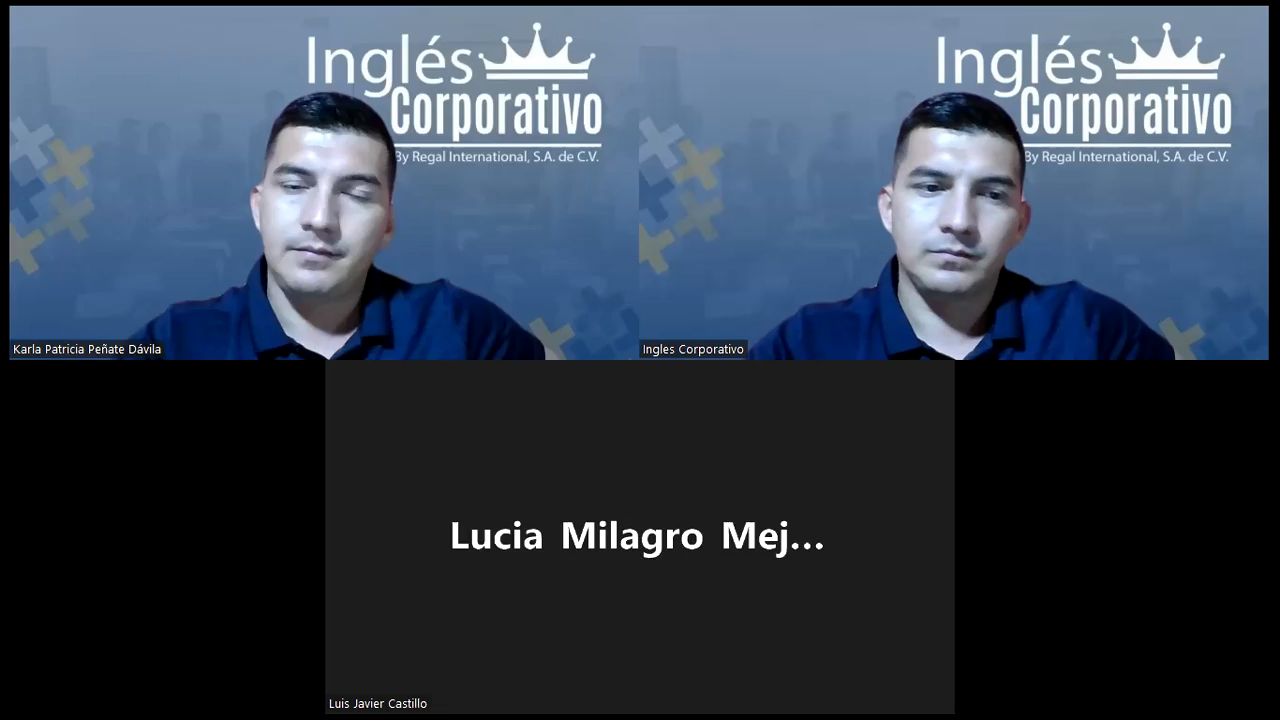 Inglés
Corporativo
By Regal International, S.A. de C.V.
Karla Patricia Peñate Dávila
Inglés
Corporativo
By Regal International, S.A. de C.V.
Ingles Corporativo
Lucia Milagro Mej...
Luis Javier Castillo